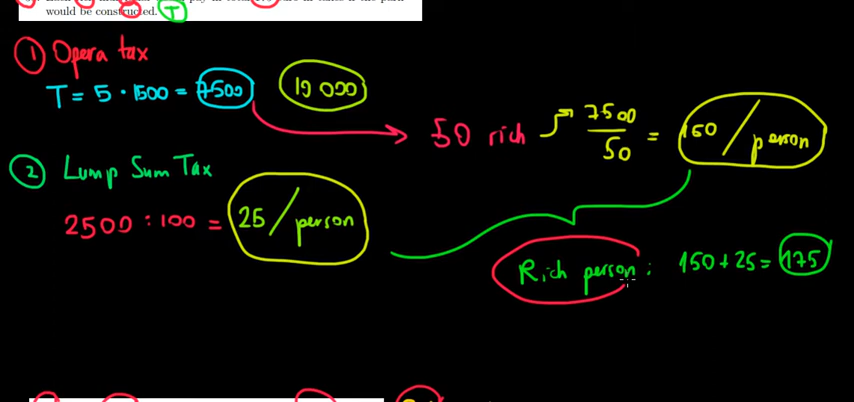 would be constructed. T
① Opera tax
T = 5 · 1500 = 7500
10 000
50 rich
7500
50
= 150 / person
② Lump Sum Tax
2500 : 100 = 25 / person
Rich person : 150 + 25 = 175